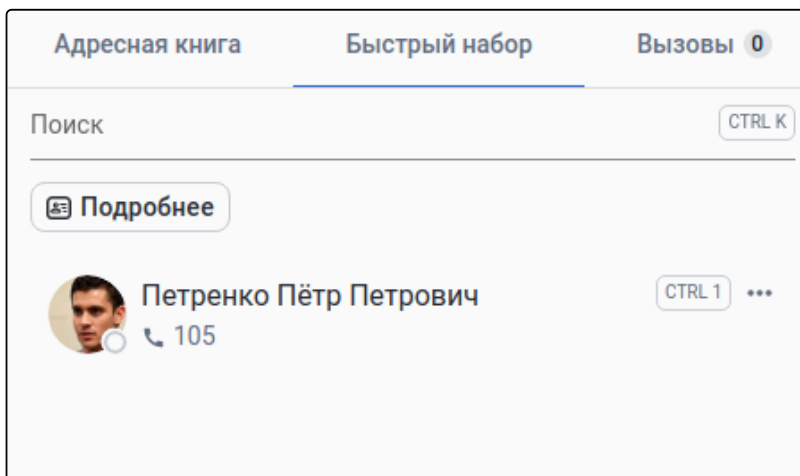 Адресная книга Быстрый набор Вызовы 0
Поиск CTRL K
Подробнее
Петренко Пётр Петрович CTRL 1
105